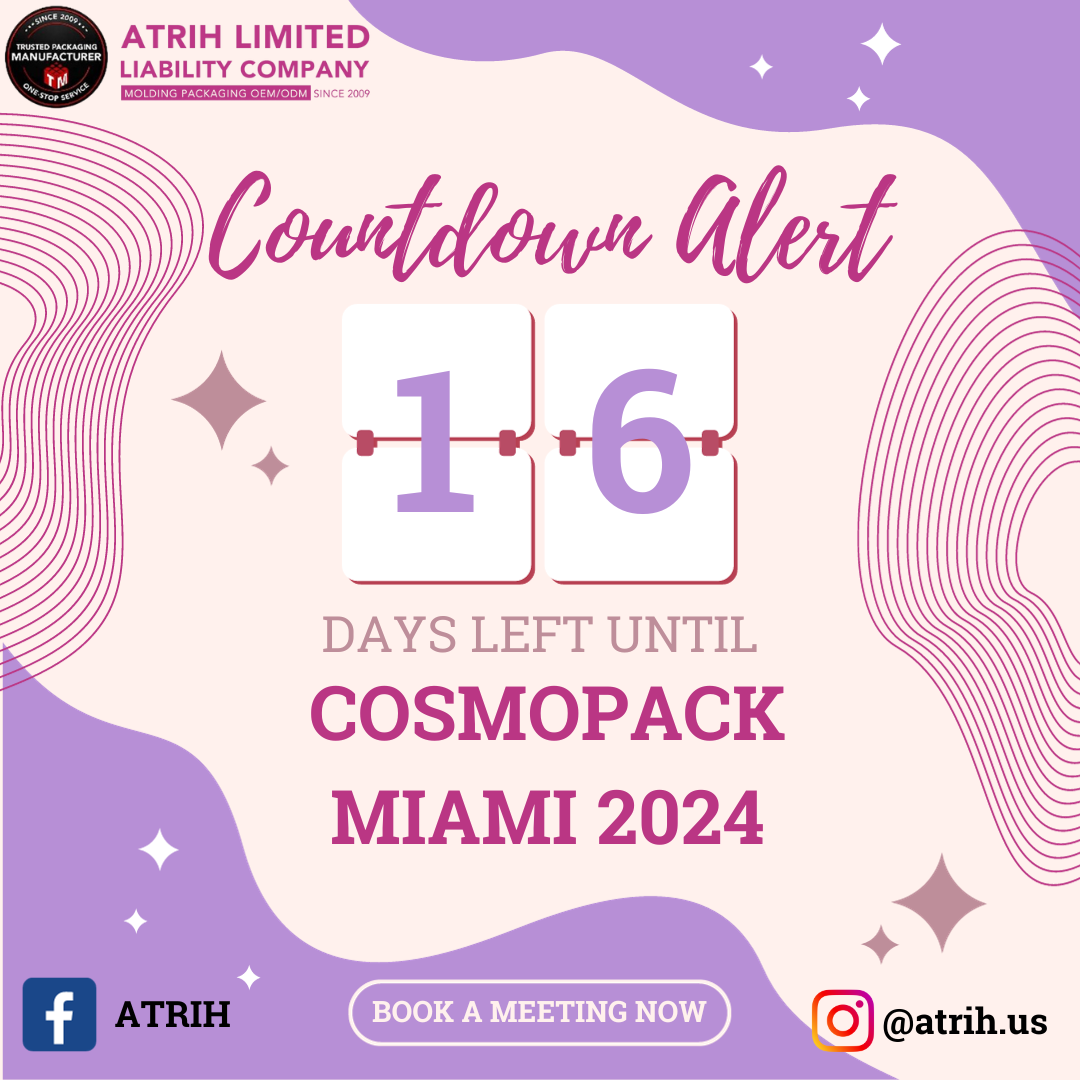 SINCE 2009
TRUSTED PACKAGING
MANUFACTURER
TM
ONE-STOP SERVICE
ATRIH LIMITED
LIABILITY COMPANY
MOLDING PACKAGING OEM/ODM SINCE 2009
Countdown Alert
16
DAYS LEFT UNTIL
COSMOPACK
MIAMI 2024
ATRIH
BOOK A MEETING NOW
@atrih.us